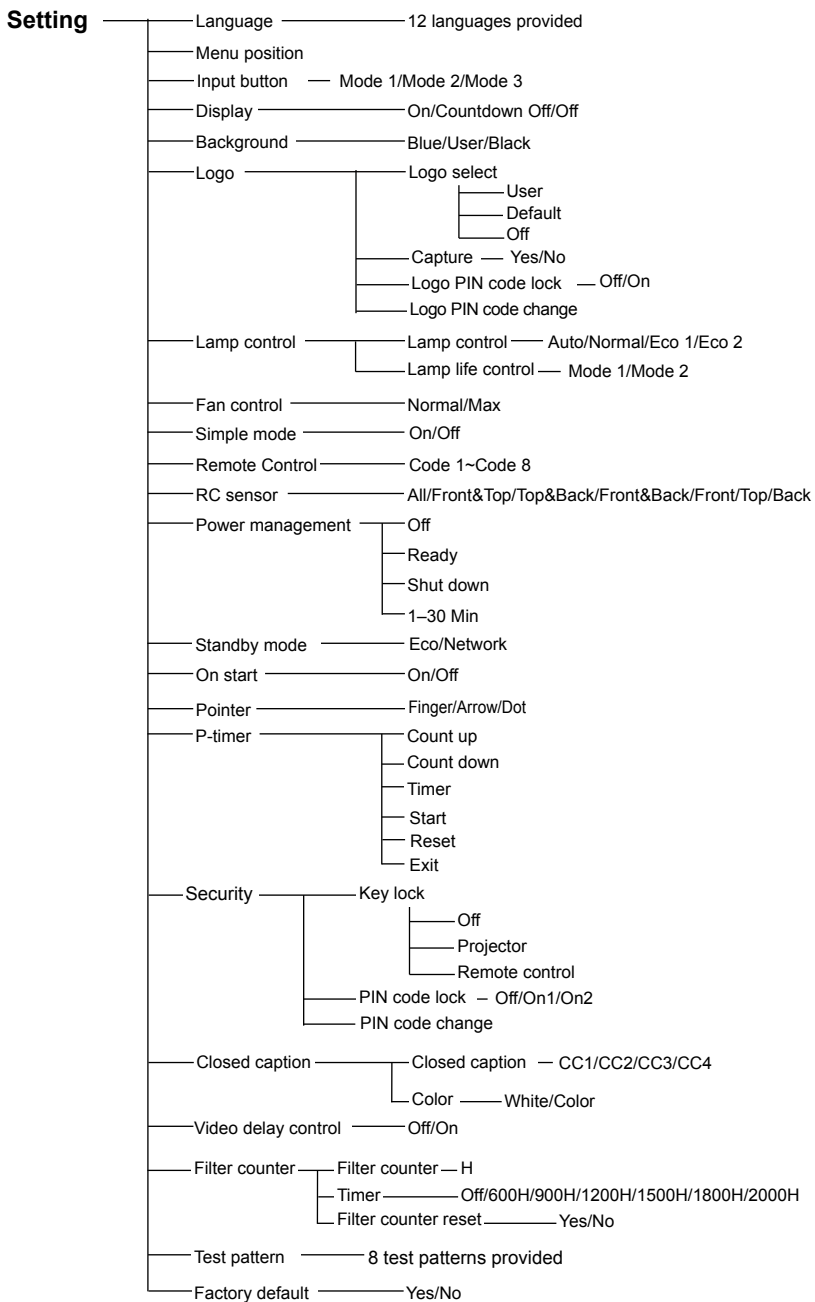 Setting Language 12 languages provided
Menu position
Input button Mode 1/Mode 2/Mode 3
Display On/Countdown Off/Off
Background Blue/User/Black
Logo Logo select
User
Default
Off
Capture Yes/No
Logo PIN code lock Off/On
Logo PIN code change
Lamp control Lamp control Auto/Normal/Eco 1/Eco 2
Lamp life control Mode 1/Mode 2
Fan control Normal/Max
Simple mode On/Off
Remote Control Code 1~Code 8
RC sensor All/Front&Top/Top&Back/Front&Back/Front/Top/Back
Power management Off
Ready
Shut down
1–30 Min
Standby mode Eco/Network
On start On/Off
Pointer Finger/Arrow/Dot
P-timer Count up
Count down
Timer
Start
Reset
Exit
Security Key lock
Off
Projector
Remote control
PIN code lock Off/On1/On2
PIN code change
Closed caption Closed caption CC1/CC2/CC3/CC4
Color White/Color
Video delay control Off/On
Filter counter Filter counter H
Timer Off/600H/900H/1200H/1500H/1800H/2000H
Filter counter reset Yes/No
Test pattern 8 test patterns provided
Factory default Yes/No